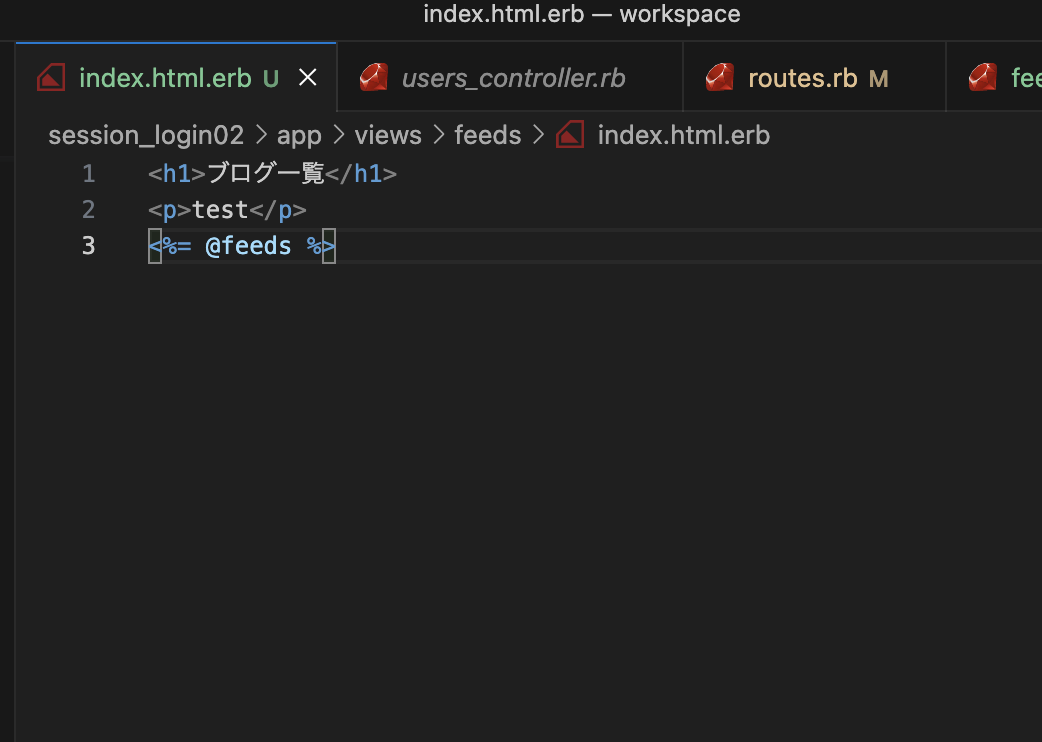 index.html.erb — workspace
index.html.erb U × users_controller.rb routes.rb M fee
session_login02 > app > views > feeds > index.html.erb
1 <h1>ブログ一覧</h1>
2 <p>test</p>
3 <%= @feeds %>